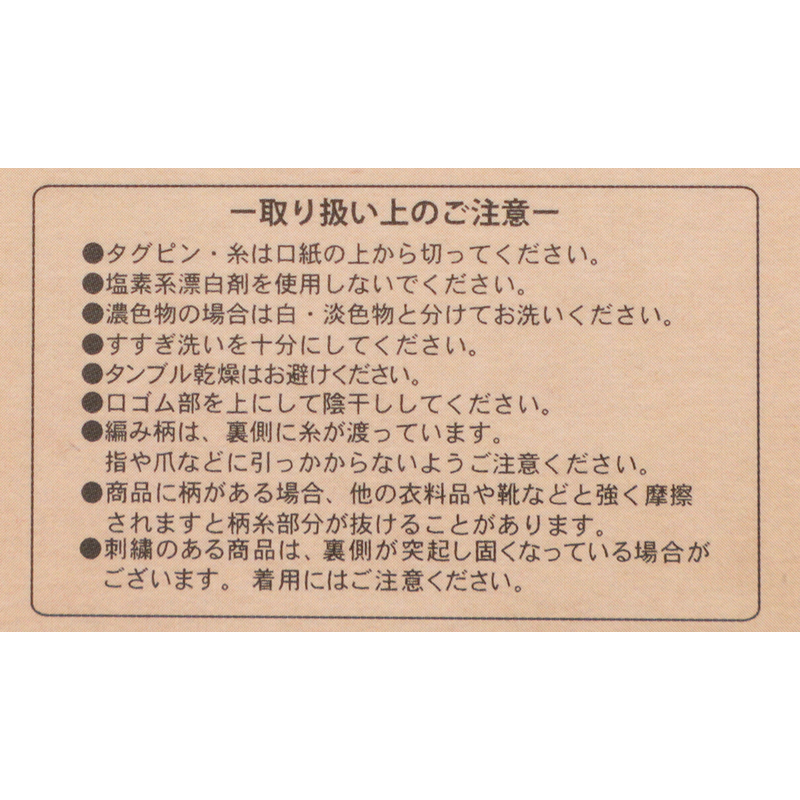 ー取り扱い上のご注意ー
●タグピン・糸は口紙の上から切ってください。
●塩素系漂白剤を使用しないでください。
●濃色物の場合は白・淡色物と分けてお洗いください。
●すすぎ洗いを十分にしてください。
●タンブル乾燥はお避けください。
●口ゴム部を上にして陰干ししてください。
●編み柄は、裏側に糸が渡っています。
指や爪などに引っかからないようご注意ください。
●商品に柄がある場合、他の衣料品や靴などと強く摩擦
されますと柄糸部分が抜けることがあります。
●刺繍のある商品は、裏側が突起し固くなっている場合が
ございます。 着用にはご注意ください。